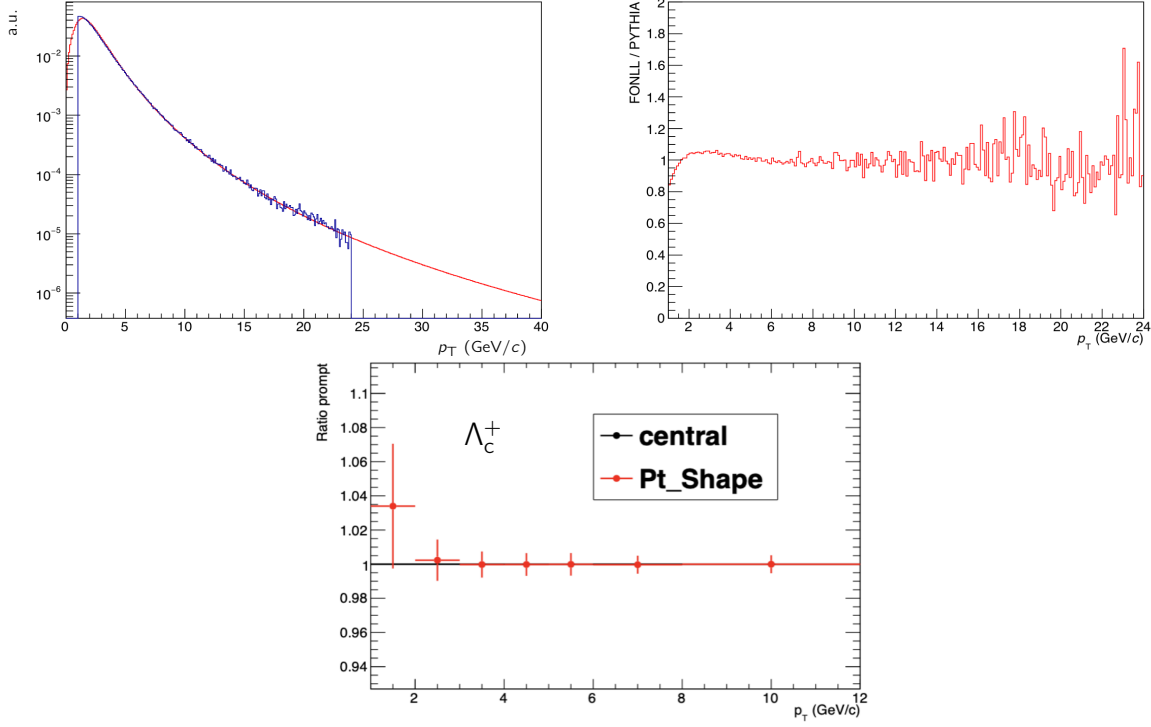 a.u.
10⁻²
10⁻³
10⁻⁴
10⁻⁵
10⁻⁶
0 5 10 15 20 25 30 35 40
p_T (GeV/c)
FONLL / PYTHIA
2
1.8
1.6
1.4
1.2
1
0.8
0.6
0.4
0.2
0
2 4 6 8 10 12 14 16 18 20 22 24
p_T (GeV/c)
Ratio prompt
1.1
1.08
1.06
1.04
1.02
1
0.98
0.96
0.94
Λ_c^+
central
Pt_Shape
2 4 6 8 10 12
p_T (GeV/c)